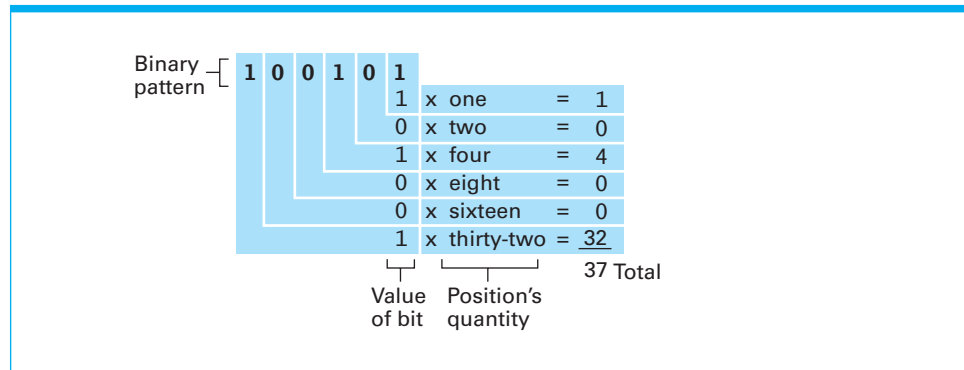 Binary pattern
1 0 0 1 0 1
1 x one = 1
0 x two = 0
1 x four = 4
0 x eight = 0
0 x sixteen = 0
1 x thirty-two = 32
37 Total
Value of bit
Position's quantity